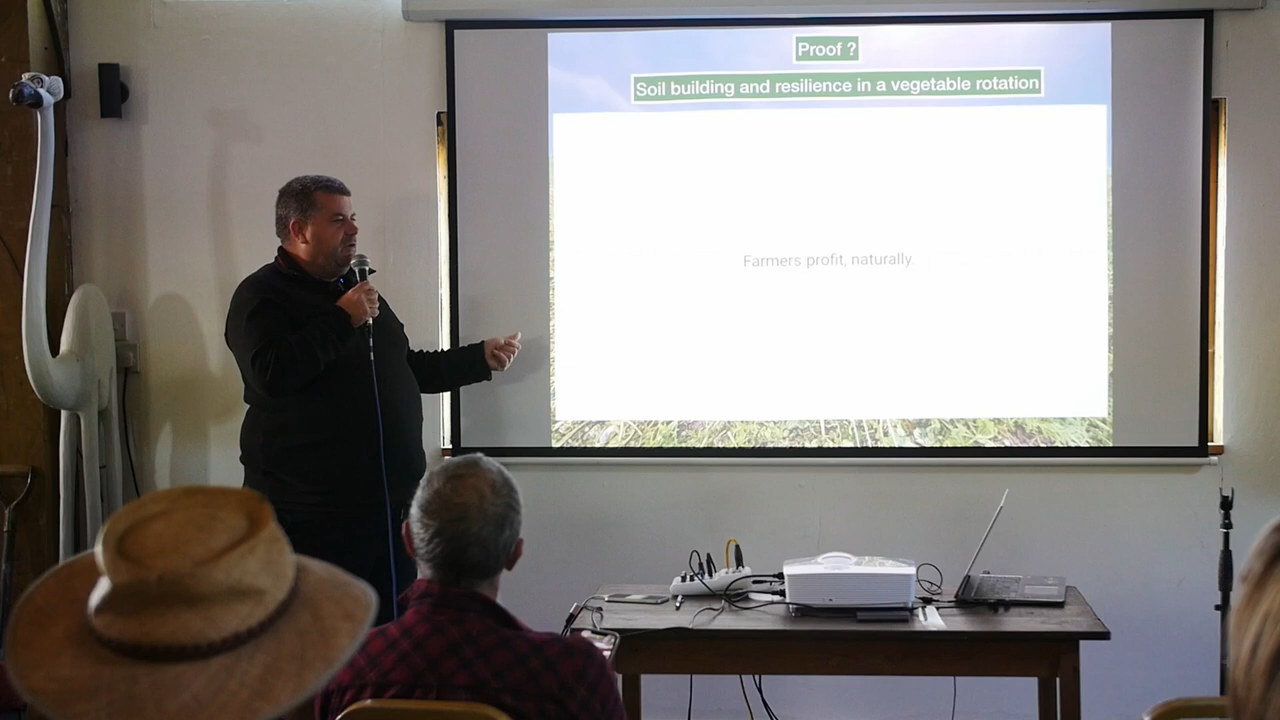 Proof ?
Soil building and resilience in a vegetable rotation
Farmers profit, naturally.